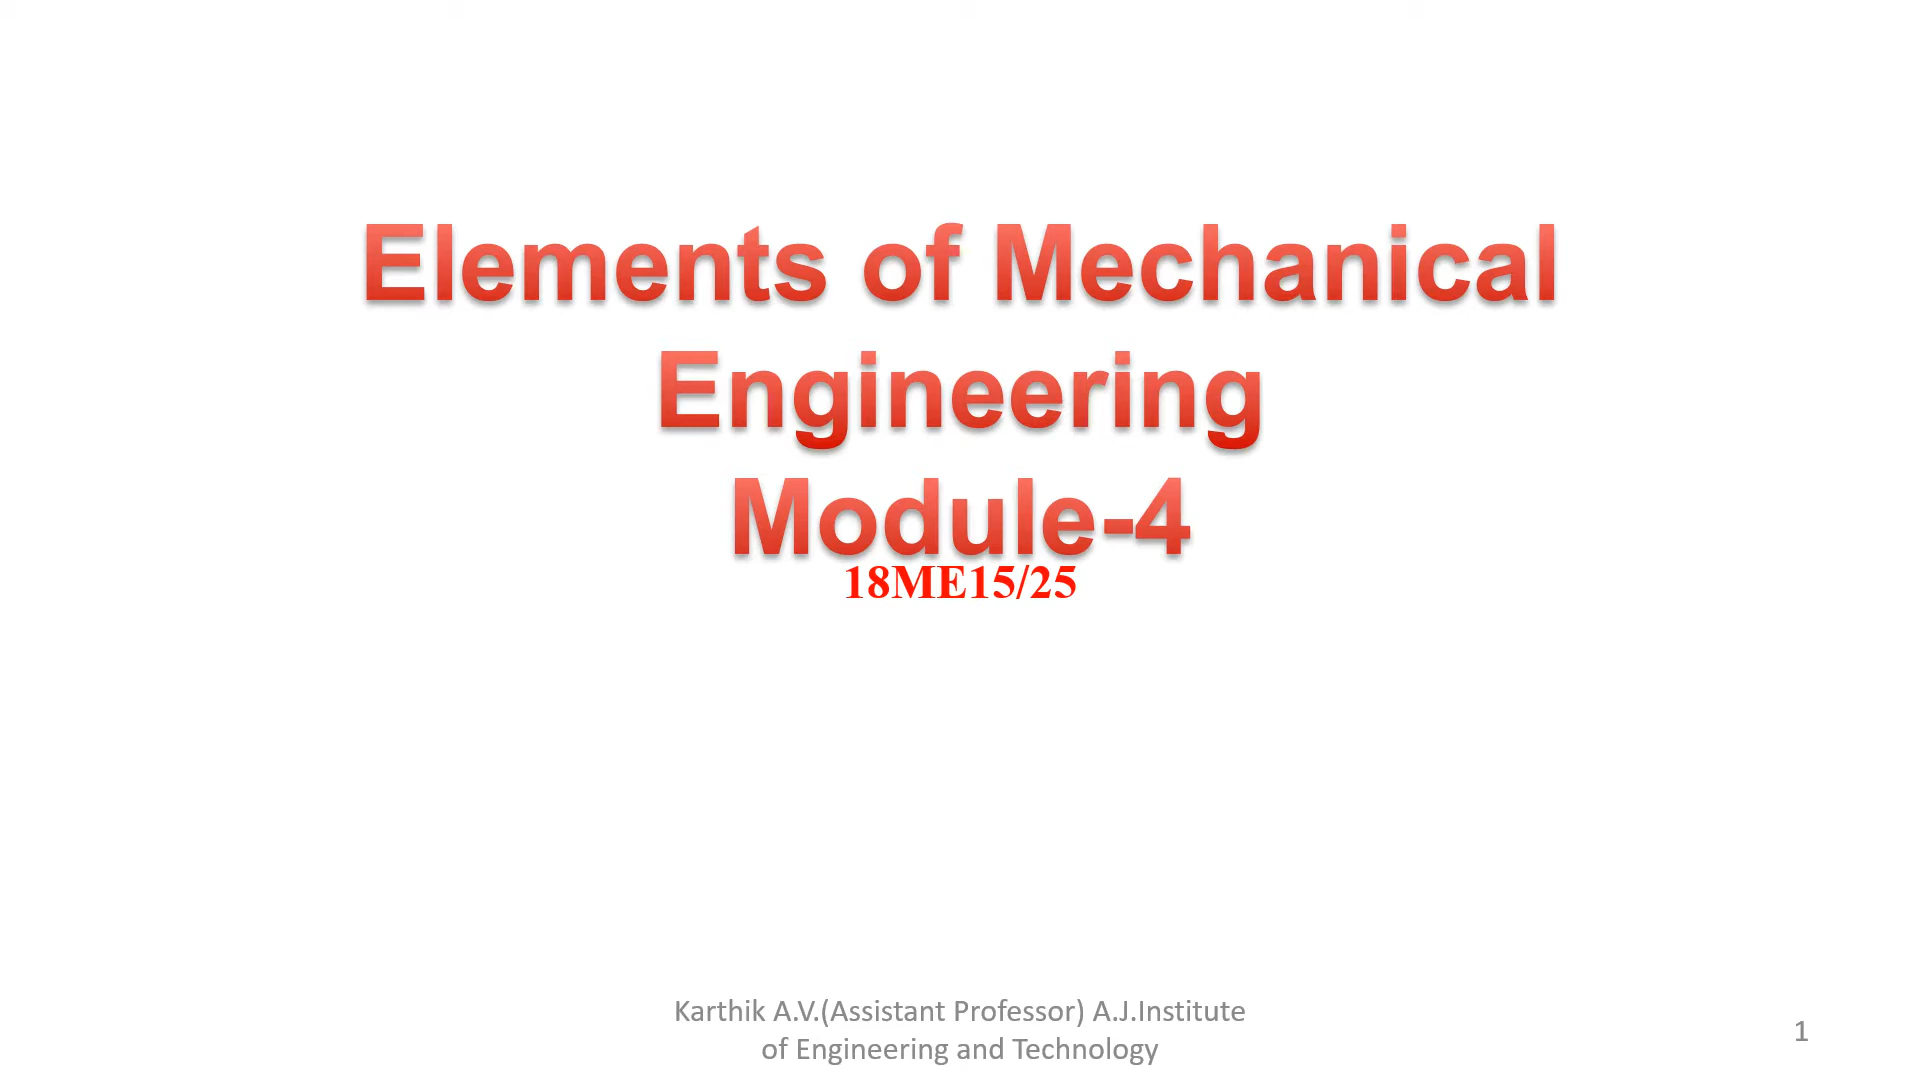 Elements of Mechanical
Engineering
Module-4
18ME15/25
Karthik A.V.(Assistant Professor) A.J.Institute
of Engineering and Technology
1